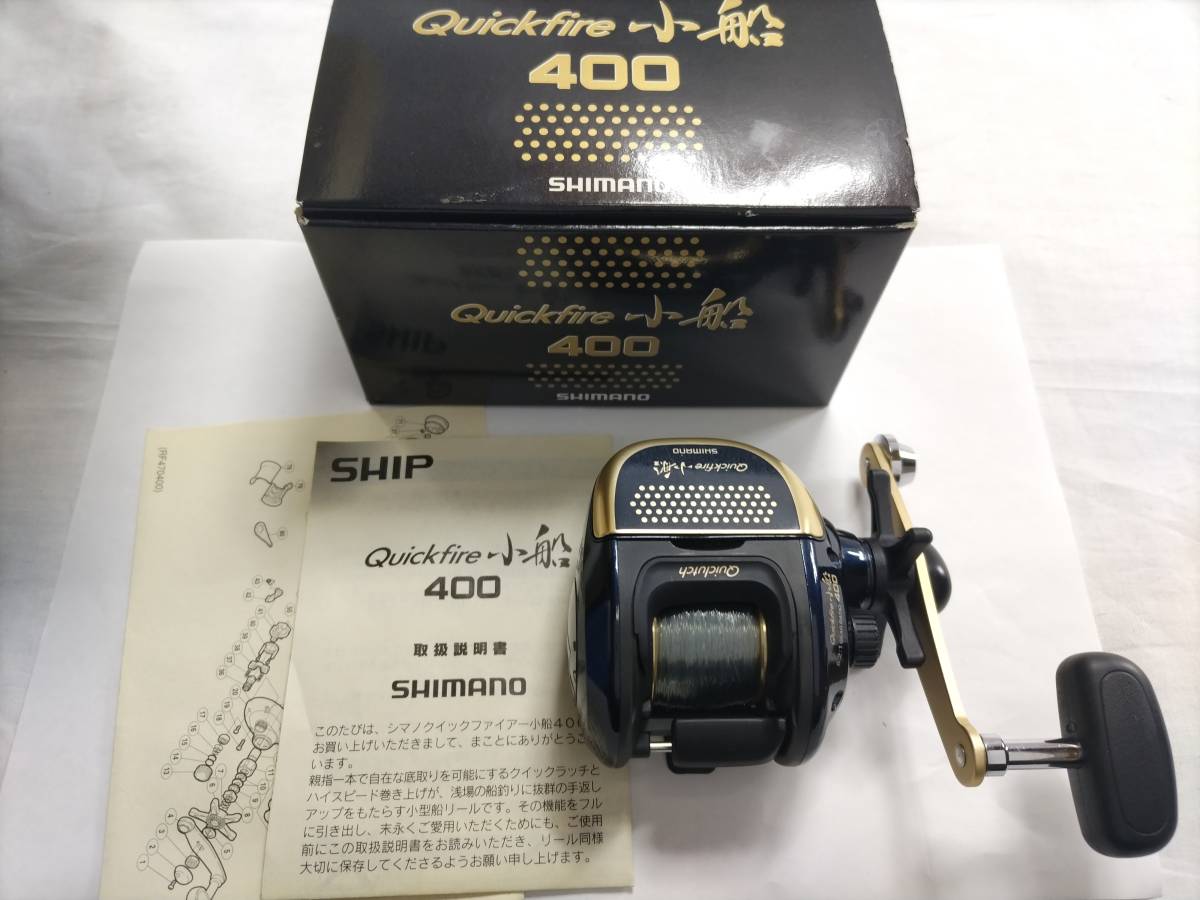 Quickfire 小船
400
SHIMANO
Quickfire 小船
400
SHIMANO
(RF470400)
SHIP
Quickfire 小船
400
取扱説明書
SHIMANO
このたびは、シマノクイックファイアー小船400
お買い上げいただきまして、まことにありがとうご
います。
親指一本で自在な底取りを可能にするクイックラッチと
ハイスピード巻き上げが、浅場の船釣りに抜群の手返し
アップをもたらす小型船リールです。その機能をフル
に引き出し、末永くご愛用いただくためにも、ご使用
前にこの取扱説明書をお読みいただき、リール同様
大切に保存してくださるようお願い申し上げます。
Quickfire 小船
SHIMANO
Quiclutch
Quickfire 小船 400